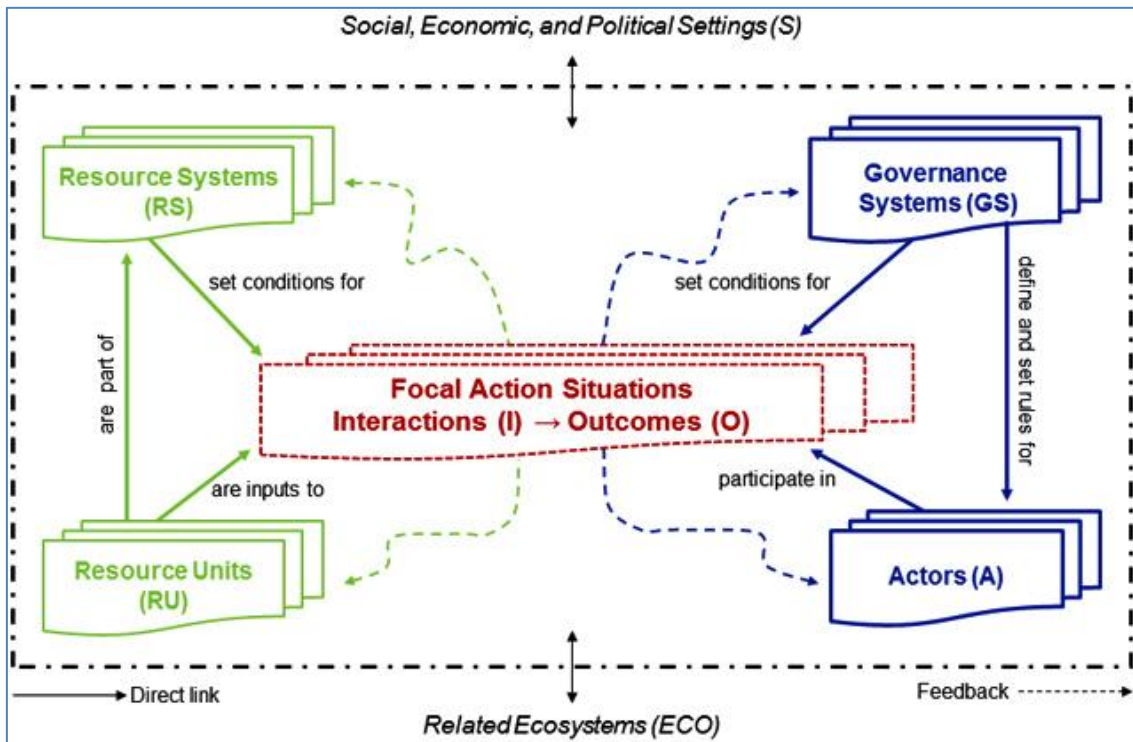 Social, Economic, and Political Settings (S)
Resource Systems
(RS)
Governance
Systems (GS)
set conditions for
set conditions for
are part of
define and set rules for
Focal Action Situations
Interactions (I) → Outcomes (O)
are inputs to
participate in
Resource Units
(RU)
Actors (A)
Direct link
Feedback
Related Ecosystems (ECO)